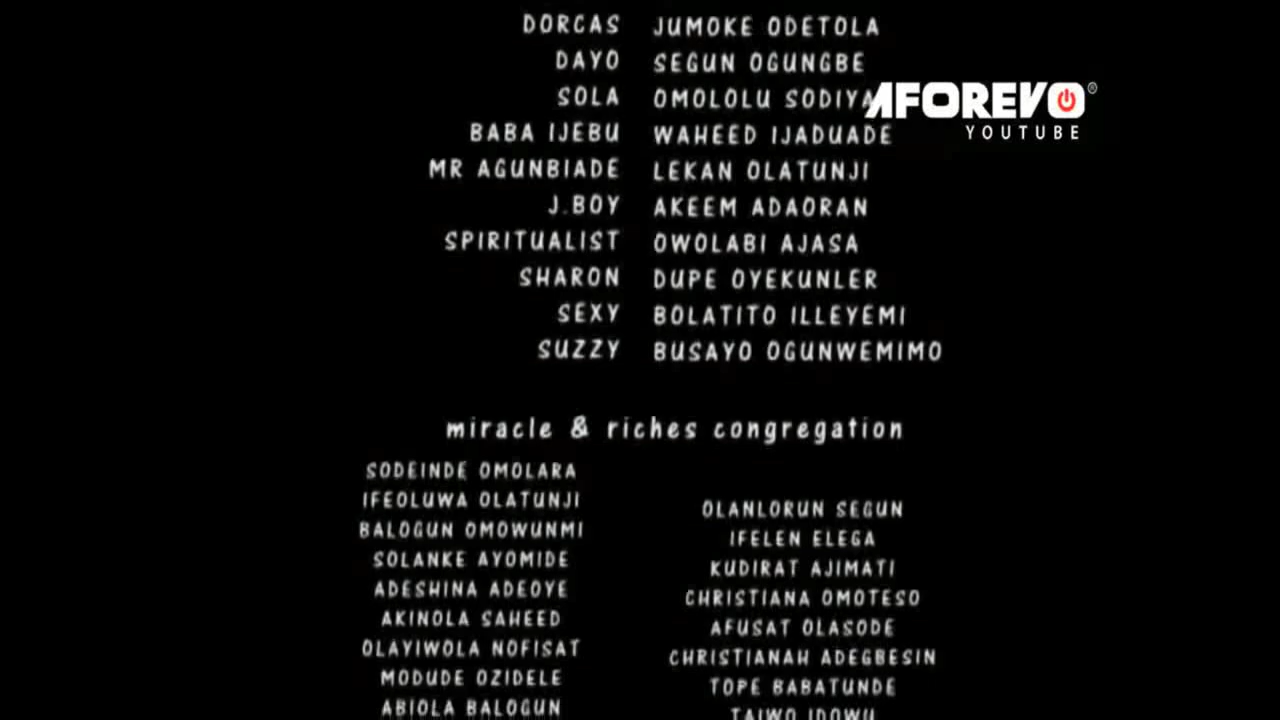 DORCAS JUMOKE ODETOLA
DAYO SEGUN OGUNGBE
SOLA OMOLOLU
AFOREVO®
YOUTUBE
BABA IJEBU WAHEED IJADUADE
MR AGUNBIADE LEKAN OLATUNJI
J.BOY AKEEM ADAORAN
SPIRITUALIST OWOLABI AJASA
SHARON DUPE OYEKUNLER
SEXY BOLATITO ILLEYEMI
SUZZY BUSAYO OGUNWEMIMO
miracle & riches congregation
SODEINDE OMOLARA
IFEOLUWA OLATUNJI
BALOGUN OMOWUNMI
SOLANKE AYOMIDE
ADESHINA ADEOYE
AKINOLA SAHEED
OLAYIWOLA NOFISAT
MODUDE OZIDELE
ABIOLA BALOGUN
OLANLORUN SEGUN
IFELEN ELEGA
KUDIRAT AJIMATI
CHRISTIANA OMOTESO
AFUSAT OLASODE
CHRISTIANAH ADEGBESIN
TOPE BABATUNDE
TAIWO IDOWU